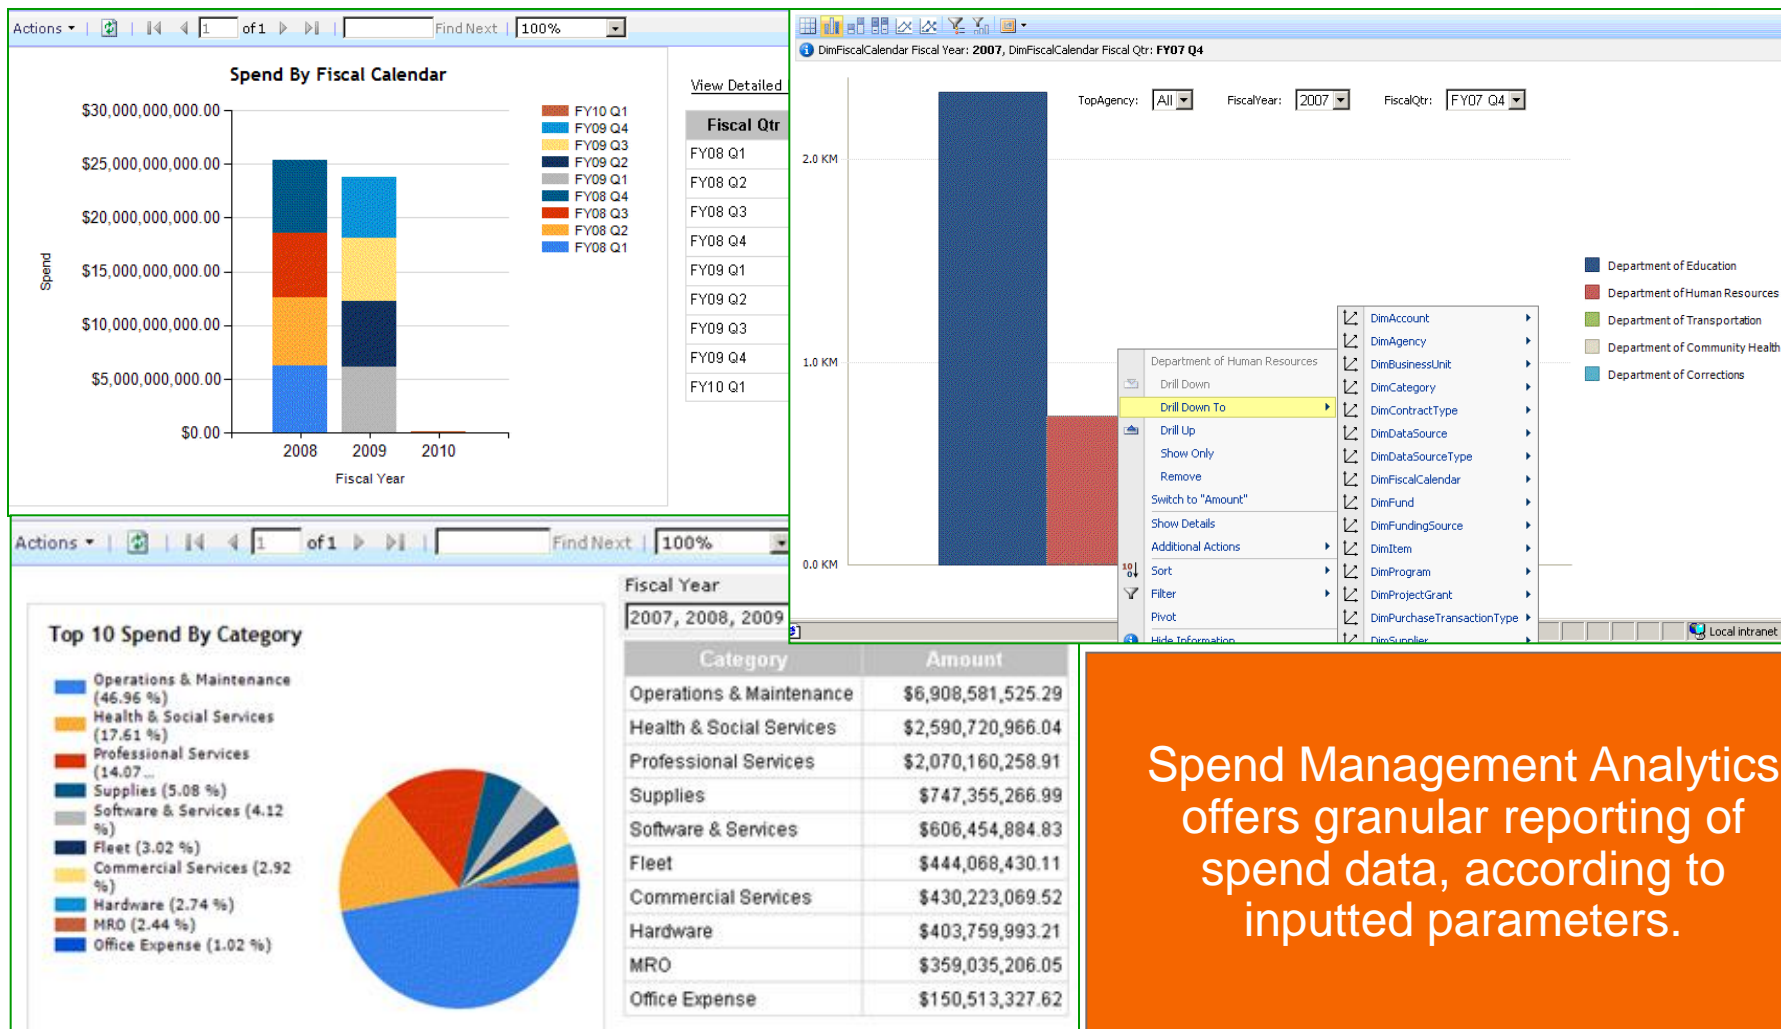 Actions
1
of 1
Find Next
100%
Spend By Fiscal Calendar
$30,000,000,000.00
$25,000,000,000.00
$20,000,000,000.00
$15,000,000,000.00
$10,000,000,000.00
$5,000,000,000.00
$0.00
Spend
2008
2009
2010
Fiscal Year
FY10 Q1
FY09 Q4
FY09 Q3
FY09 Q2
FY09 Q1
FY08 Q4
FY08 Q3
FY08 Q2
FY08 Q1
View Detailed
Fiscal Qtr
FY08 Q1
FY08 Q2
FY08 Q3
FY08 Q4
FY09 Q1
FY09 Q2
FY09 Q3
FY09 Q4
FY10 Q1
DimFiscalCalendar Fiscal Year: 2007, DimFiscalCalendar Fiscal Qtr: FY07 Q4
TopAgency: All
FiscalYear: 2007
FiscalQtr: FY07 Q4
2.0 KM
1.0 KM
0.0 KM
Department of Education
Department of Human Resources
Department of Transportation
Department of Community Health
Department of Corrections
Department of Human Resources
Drill Down
Drill Down To
Drill Up
Show Only
Remove
Switch to "Amount"
Show Details
Additional Actions
Sort
Filter
Pivot
Hide Information
DimAccount
DimAgency
DimBusinessUnit
DimCategory
DimContractType
DimDataSource
DimDataSourceType
DimFiscalCalendar
DimFund
DimFundingSource
DimItem
DimProgram
DimProjectGrant
DimPurchaseTransactionType
DimSupplier
Local intranet
Actions
1
of 1
Find Next
100%
Fiscal Year
2007, 2008, 2009
Top 10 Spend By Category
Operations & Maintenance
(46.96 %)
Health & Social Services
(17.61 %)
Professional Services
(14.07...
Supplies (5.08 %)
Software & Services (4.12
%)
Fleet (3.02 %)
Commercial Services (2.92
%)
Hardware (2.74 %)
MRO (2.44 %)
Office Expense (1.02 %)
Category Amount
Operations & Maintenance $6,908,581,525.29
Health & Social Services $2,590,720,966.04
Professional Services $2,070,160,258.91
Supplies $747,355,266.99
Software & Services $606,454,884.83
Fleet $444,068,430.11
Commercial Services $430,223,069.52
Hardware $403,759,993.21
MRO $359,035,206.05
Office Expense $150,513,327.62
Spend Management Analytics
offers granular reporting of
spend data, according to
inputted parameters.